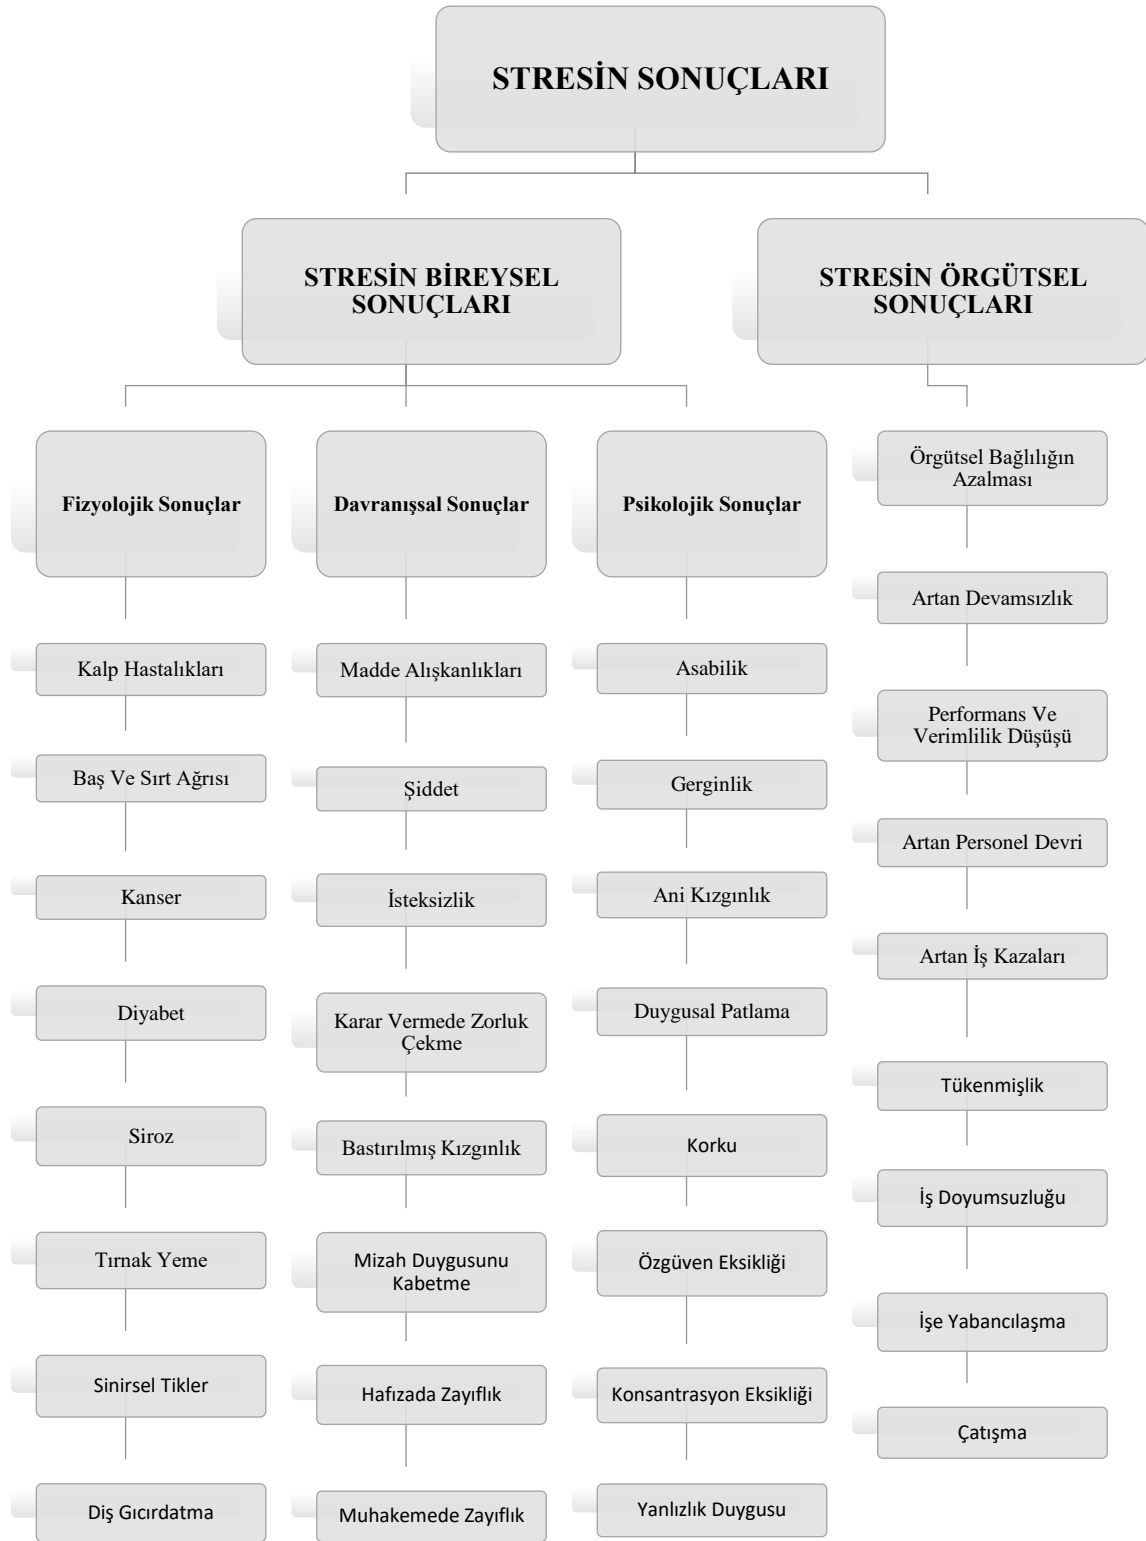 STRESİN SONUÇLARI
STRESİN BİREYSEL
SONUÇLARI
STRESİN ÖRGÜTSEL
SONUÇLARI
Fizyolojik Sonuçlar
Kalp Hastalıkları
Baş Ve Sırt Ağrısı
Kanser
Diyabet
Siroz
Tırnak Yeme
Sinirsel Tikler
Diş Gıcırdatma
Davranışsal Sonuçlar
Madde Alışkanlıkları
Şiddet
İsteksizlik
Karar Vermede Zorluk
Çekme
Bastırılmış Kızgınlık
Mizah Duygusunu
Kabetme
Hafızada Zayıflık
Muhakemede Zayıflık
Psikolojik Sonuçlar
Asabilik
Gerginlik
Ani Kızgınlık
Duygusal Patlama
Korku
Özgüven Eksikliği
Konsantrasyon Eksikliği
Yanlızlık Duygusu
Örgütsel Bağlılığın
Azalması
Artan Devamsızlık
Performans Ve
Verimlilik Düşüşü
Artan Personel Devri
Artan İş Kazaları
Tükenmişlik
İş Doyumsuzluğu
İşe Yabancılaşma
Çatışma